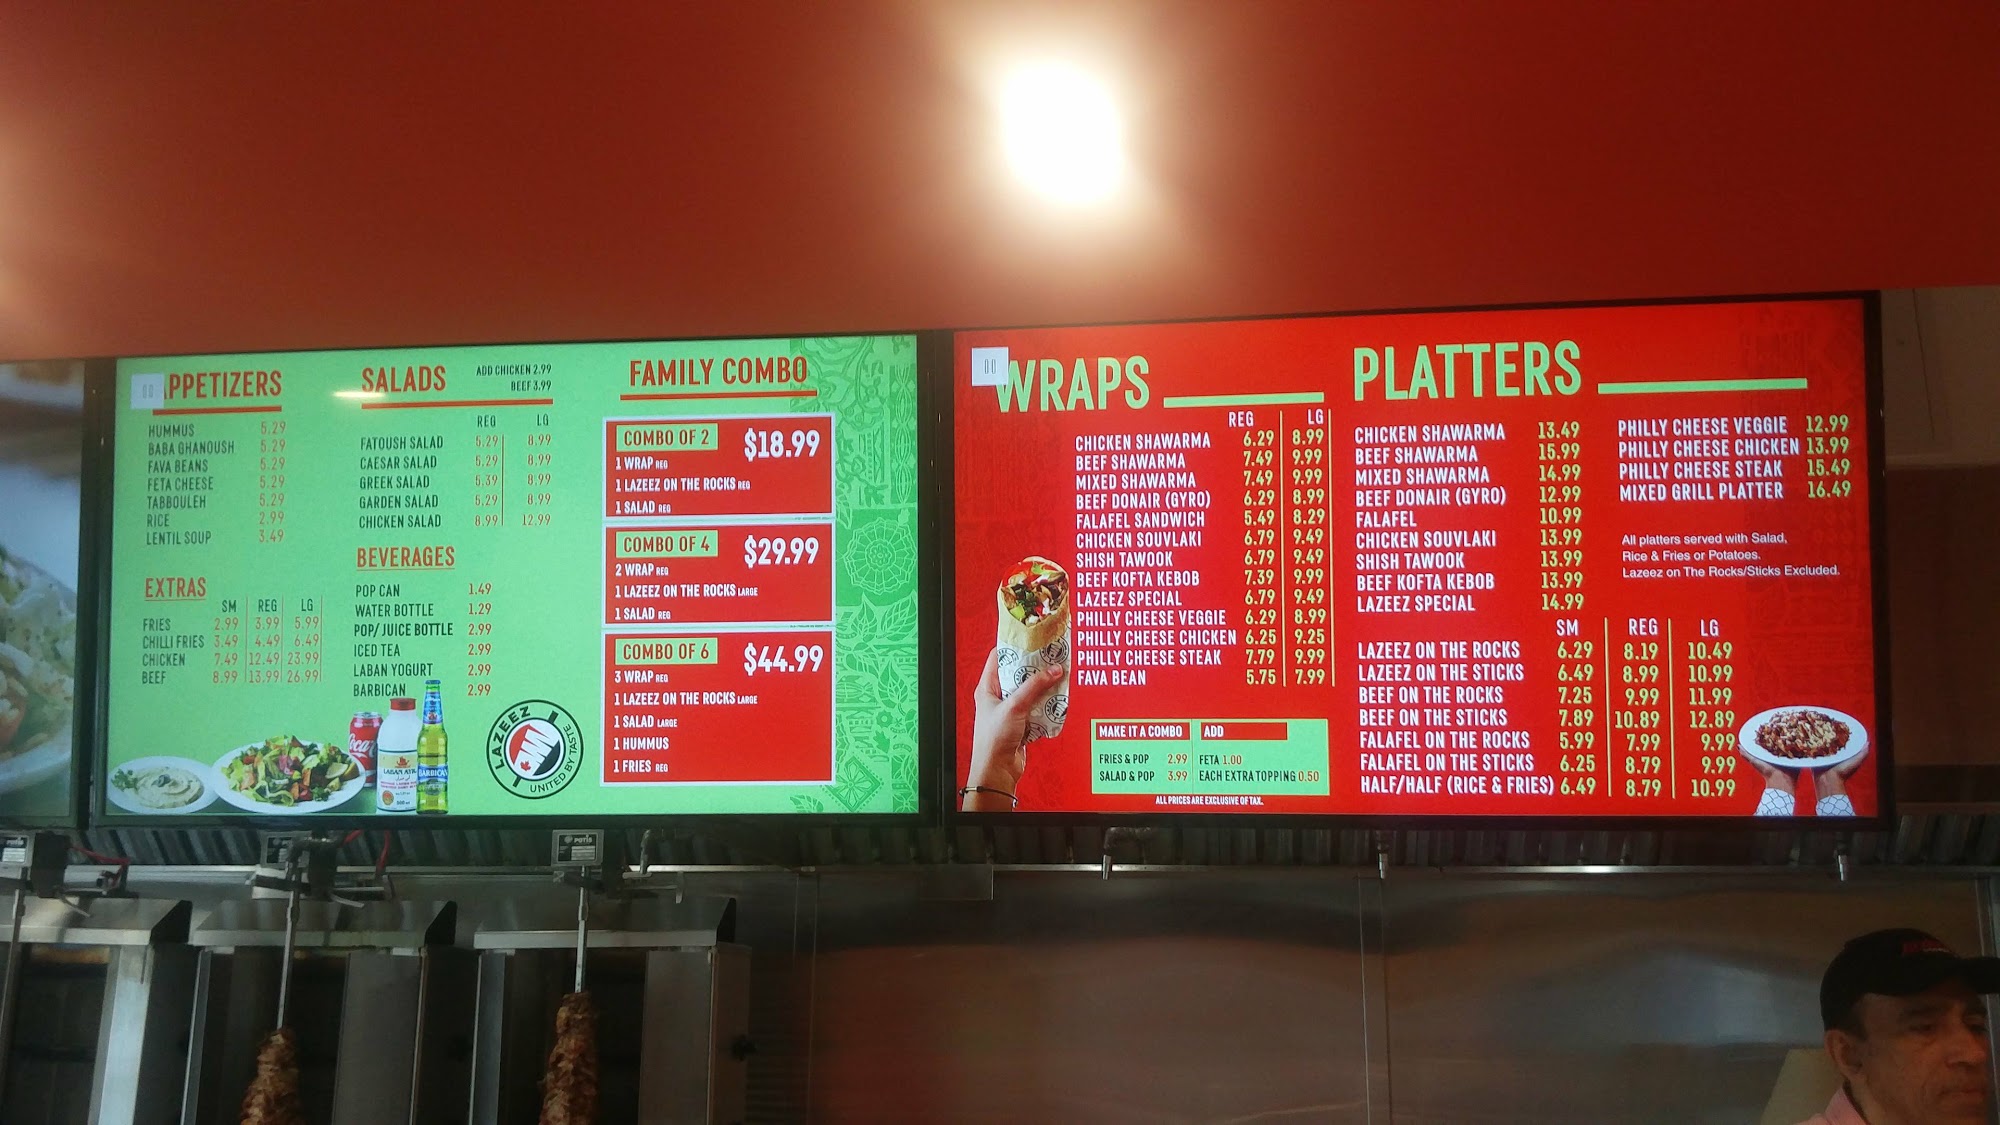 APPETIZERS
HUMMUS 5.29
BABA GHANOUSH 5.29
FAVA BEANS 5.29
FETA CHEESE 5.29
TABBOULEH 5.29
RICE 2.99
LENTIL SOUP 3.49
EXTRAS
SM REG LG
FRIES 2.99 3.99 5.99
CHILLI FRIES 3.49 4.49 6.49
CHICKEN 7.49 12.49 23.99
BEEF 8.99 13.99 26.99
SALADS
ADD CHICKEN 2.99
BEEF 3.99
REG LG
FATOUSH SALAD 5.29 8.99
CAESAR SALAD 5.29 8.99
GREEK SALAD 5.39 8.99
GARDEN SALAD 5.29 8.99
CHICKEN SALAD 8.99 12.99
BEVERAGES
POP CAN 1.49
WATER BOTTLE 1.29
POP/JUICE BOTTLE 2.99
ICED TEA 2.99
LABAN YOGURT 2.99
BARBICAN 2.99
LAZEEZ
UNITED BY TASTE
FAMILY COMBO
COMBO OF 2 $18.99
1 WRAP REG
1 LAZEEZ ON THE ROCKS REG
1 SALAD REG
COMBO OF 4 $29.99
2 WRAP REG
1 LAZEEZ ON THE ROCKS LARGE
1 SALAD REG
COMBO OF 6 $44.99
3 WRAP REG
1 LAZEEZ ON THE ROCKS LARGE
1 SALAD LARGE
1 HUMMUS
1 FRIES REG
WRAPS
REG LG
CHICKEN SHAWARMA 6.29 8.99
BEEF SHAWARMA 7.49 9.99
MIXED SHAWARMA 7.49 9.99
BEEF DONAIR (GYRO) 6.29 8.99
FALAFEL SANDWICH 5.49 8.29
CHICKEN SOUVLAKI 6.79 9.49
SHISH TAWOOK 6.79 9.49
BEEF KOFTA KEBOB 7.39 9.99
LAZEEZ SPECIAL 6.79 9.49
PHILLY CHEESE VEGGIE 6.29 8.99
PHILLY CHEESE CHICKEN 6.25 9.25
PHILLY CHEESE STEAK 7.79 9.99
FAVA BEAN 5.75 7.99
MAKE IT A COMBO
FRIES & POP 2.99
SALAD & POP 3.99
ADD
FETA 1.00
EACH EXTRA TOPPING 0.50
ALL PRICES ARE EXCLUSIVE OF TAX.
PLATTERS
CHICKEN SHAWARMA 13.49
BEEF SHAWARMA 15.99
MIXED SHAWARMA 14.99
BEEF DONAIR (GYRO) 12.99
FALAFEL 10.99
CHICKEN SOUVLAKI 13.99
SHISH TAWOOK 13.99
BEEF KOFTA KEBOB 13.99
LAZEEZ SPECIAL 14.99
PHILLY CHEESE VEGGIE 12.99
PHILLY CHEESE CHICKEN 13.99
PHILLY CHEESE STEAK 15.49
MIXED GRILL PLATTER 16.49
All platters served with Salad,
Rice & Fries or Potatoes.
Lazeez on The Rocks/Sticks Excluded.
SM REG LG
LAZEEZ ON THE ROCKS 6.29 8.19 10.49
LAZEEZ ON THE STICKS 6.49 8.99 10.99
BEEF ON THE ROCKS 7.25 9.99 11.99
BEEF ON THE STICKS 7.89 10.89 12.89
FALAFEL ON THE ROCKS 5.99 7.99 9.99
FALAFEL ON THE STICKS 6.25 8.79 9.99
HALF/HALF (RICE & FRIES) 6.49 8.79 10.99
BARBICAN
POTIS